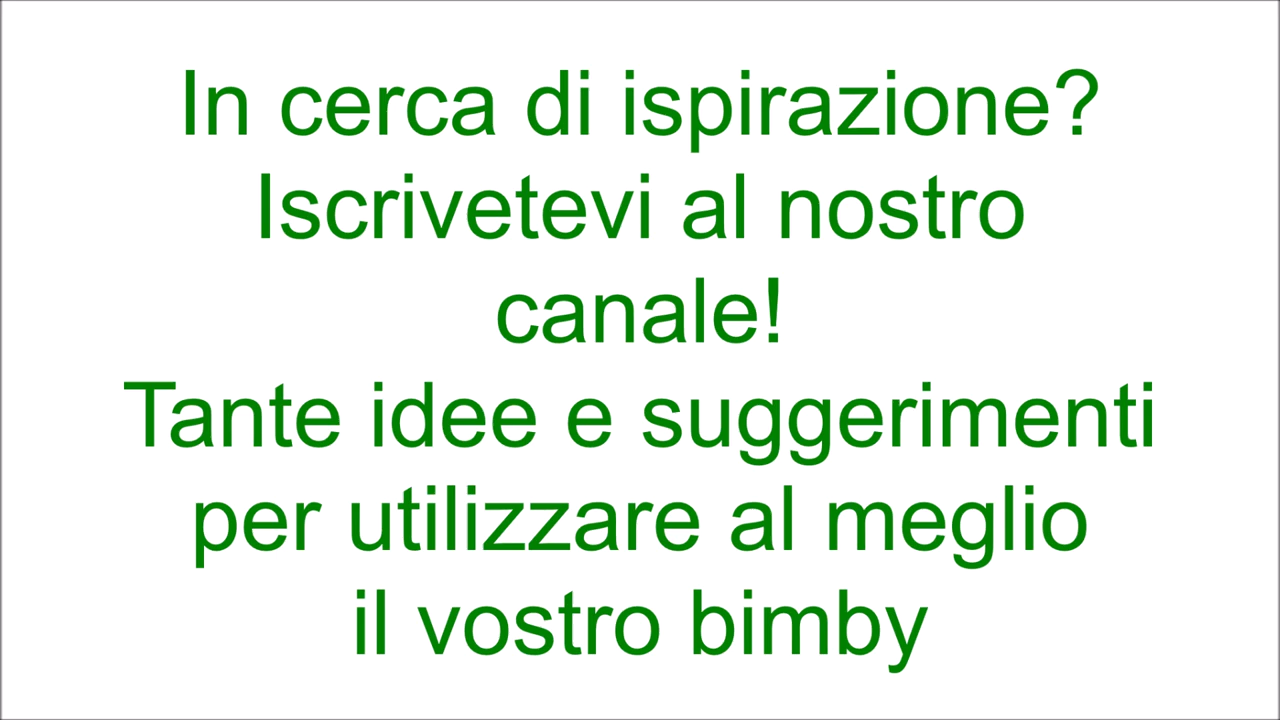 In cerca di ispirazione?
Iscrivetevi al nostro
canale!
Tante idee e suggerimenti
per utilizzare al meglio
il vostro bimby